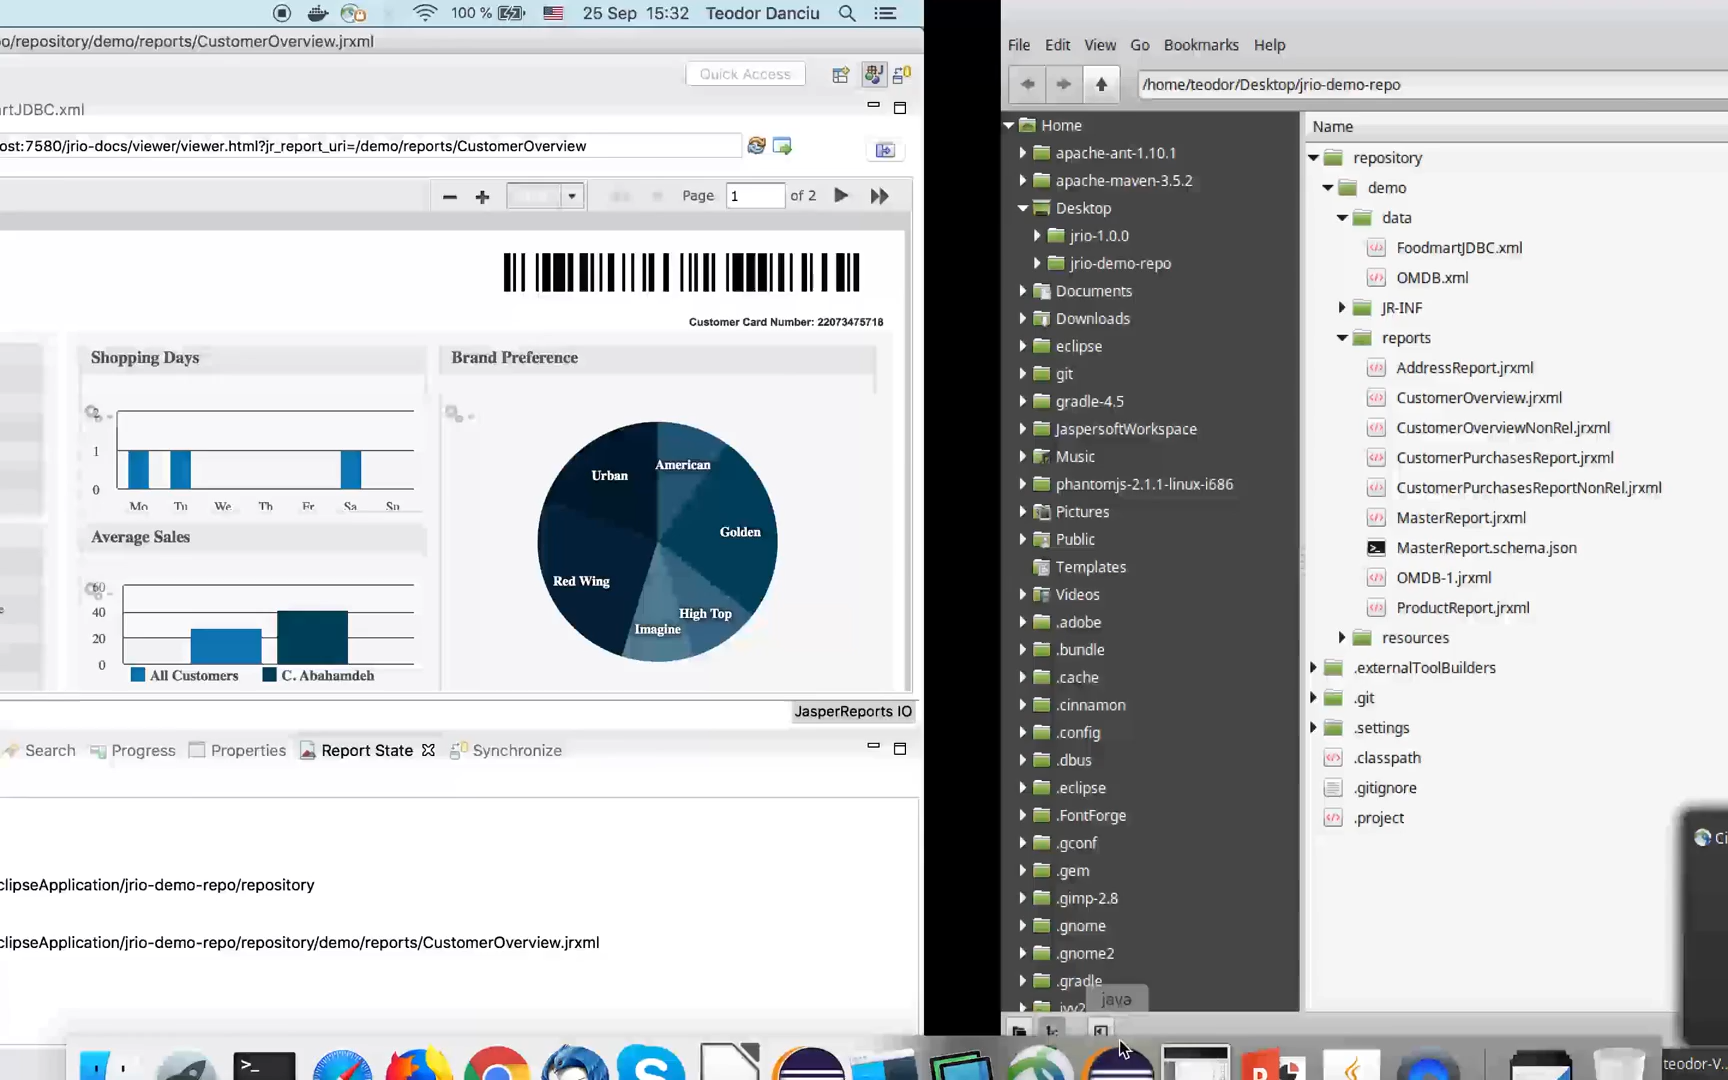 100 %
25 Sep 15:32
Teodor Danciu
o/repository/demo/reports/CustomerOverview.jrxml
Quick Access
rtJDBC.xml
ost:7580/jrio-docs/viewer/viewer.html?jr_report_uri=/demo/reports/CustomerOverview
Page 1 of 2
Customer Card Number: 22073475718
Shopping Days
Brand Preference
2
1
0
Mo Tu We Th Fr Sa Su
Urban
American
Golden
Red Wing
High Top
Imagine
Average Sales
60
40
20
0
All Customers
C. Abahamdeh
JasperReports IO
Search
Progress
Properties
Report State
Synchronize
clipseApplication/jrio-demo-repo/repository
clipseApplication/jrio-demo-repo/repository/demo/reports/CustomerOverview.jrxml
File Edit View Go Bookmarks Help
/home/teodor/Desktop/jrio-demo-repo
Home
apache-ant-1.10.1
apache-maven-3.5.2
Desktop
jrio-1.0.0
jrio-demo-repo
Documents
Downloads
eclipse
git
gradle-4.5
JaspersoftWorkspace
Music
phantomjs-2.1.1-linux-i686
Pictures
Public
Templates
Videos
.adobe
.bundle
.cache
.cinnamon
.config
.dbus
.eclipse
.FontForge
.gconf
.gem
.gimp-2.8
.gnome
.gnome2
.gradle
java
Name
repository
demo
data
FoodmartJDBC.xml
OMDB.xml
JR-INF
reports
AddressReport.jrxml
CustomerOverview.jrxml
CustomerOverviewNonRel.jrxml
CustomerPurchasesReport.jrxml
CustomerPurchasesReportNonRel.jrxml
MasterReport.jrxml
MasterReport.schema.json
OMDB-1.jrxml
ProductReport.jrxml
resources
.externalToolBuilders
.git
.settings
.classpath
.gitignore
.project
Ci
teodor-V...